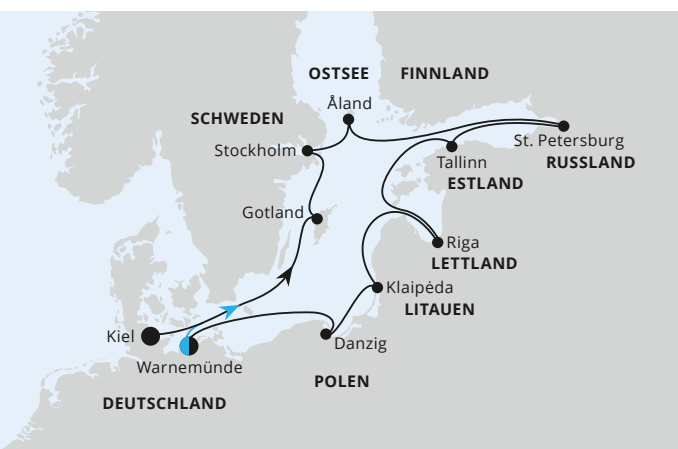 OSTSEE FINNLAND
Åland
SCHWEDEN
Stockholm
St. Petersburg
RUSSLAND
Tallinn
ESTLAND
Gotland
Riga
LETTLAND
Klaipėda
LITAUEN
Kiel
Danzig
Warnemünde
POLEN
DEUTSCHLAND